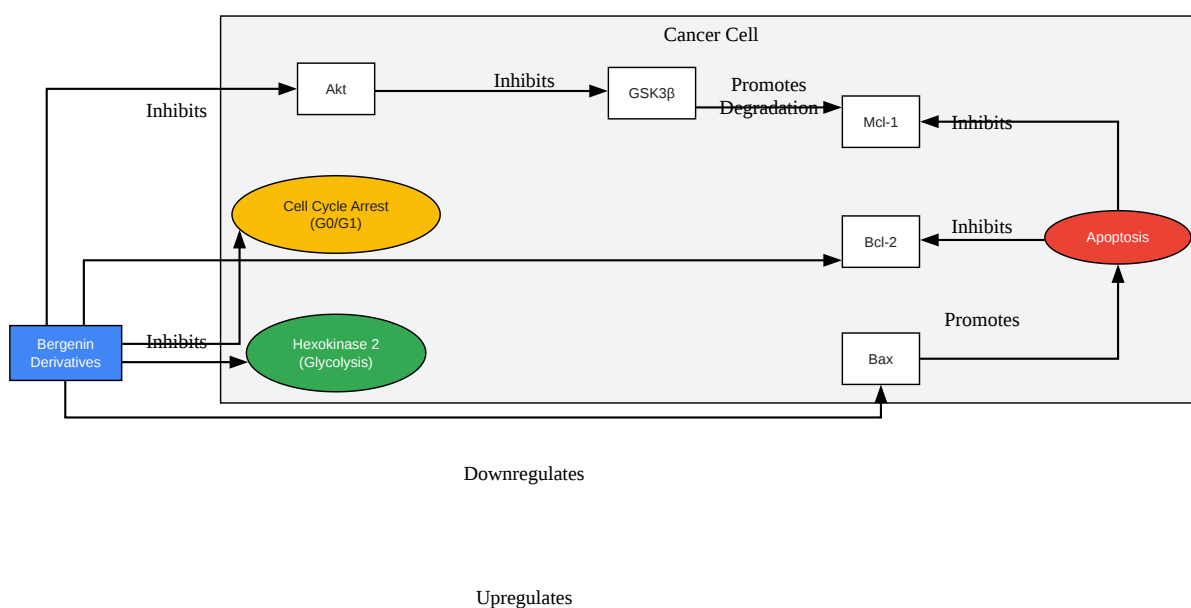 Cancer Cell
Akt
Inhibits
GSK3β
Promotes
Degradation
Mcl-1
Inhibits
Inhibits
Cell Cycle Arrest
(G0/G1)
Bcl-2
Inhibits
Apoptosis
Bergenin
Derivatives
Inhibits
Hexokinase 2
(Glycolysis)
Promotes
Bax
Downregulates
Upregulates